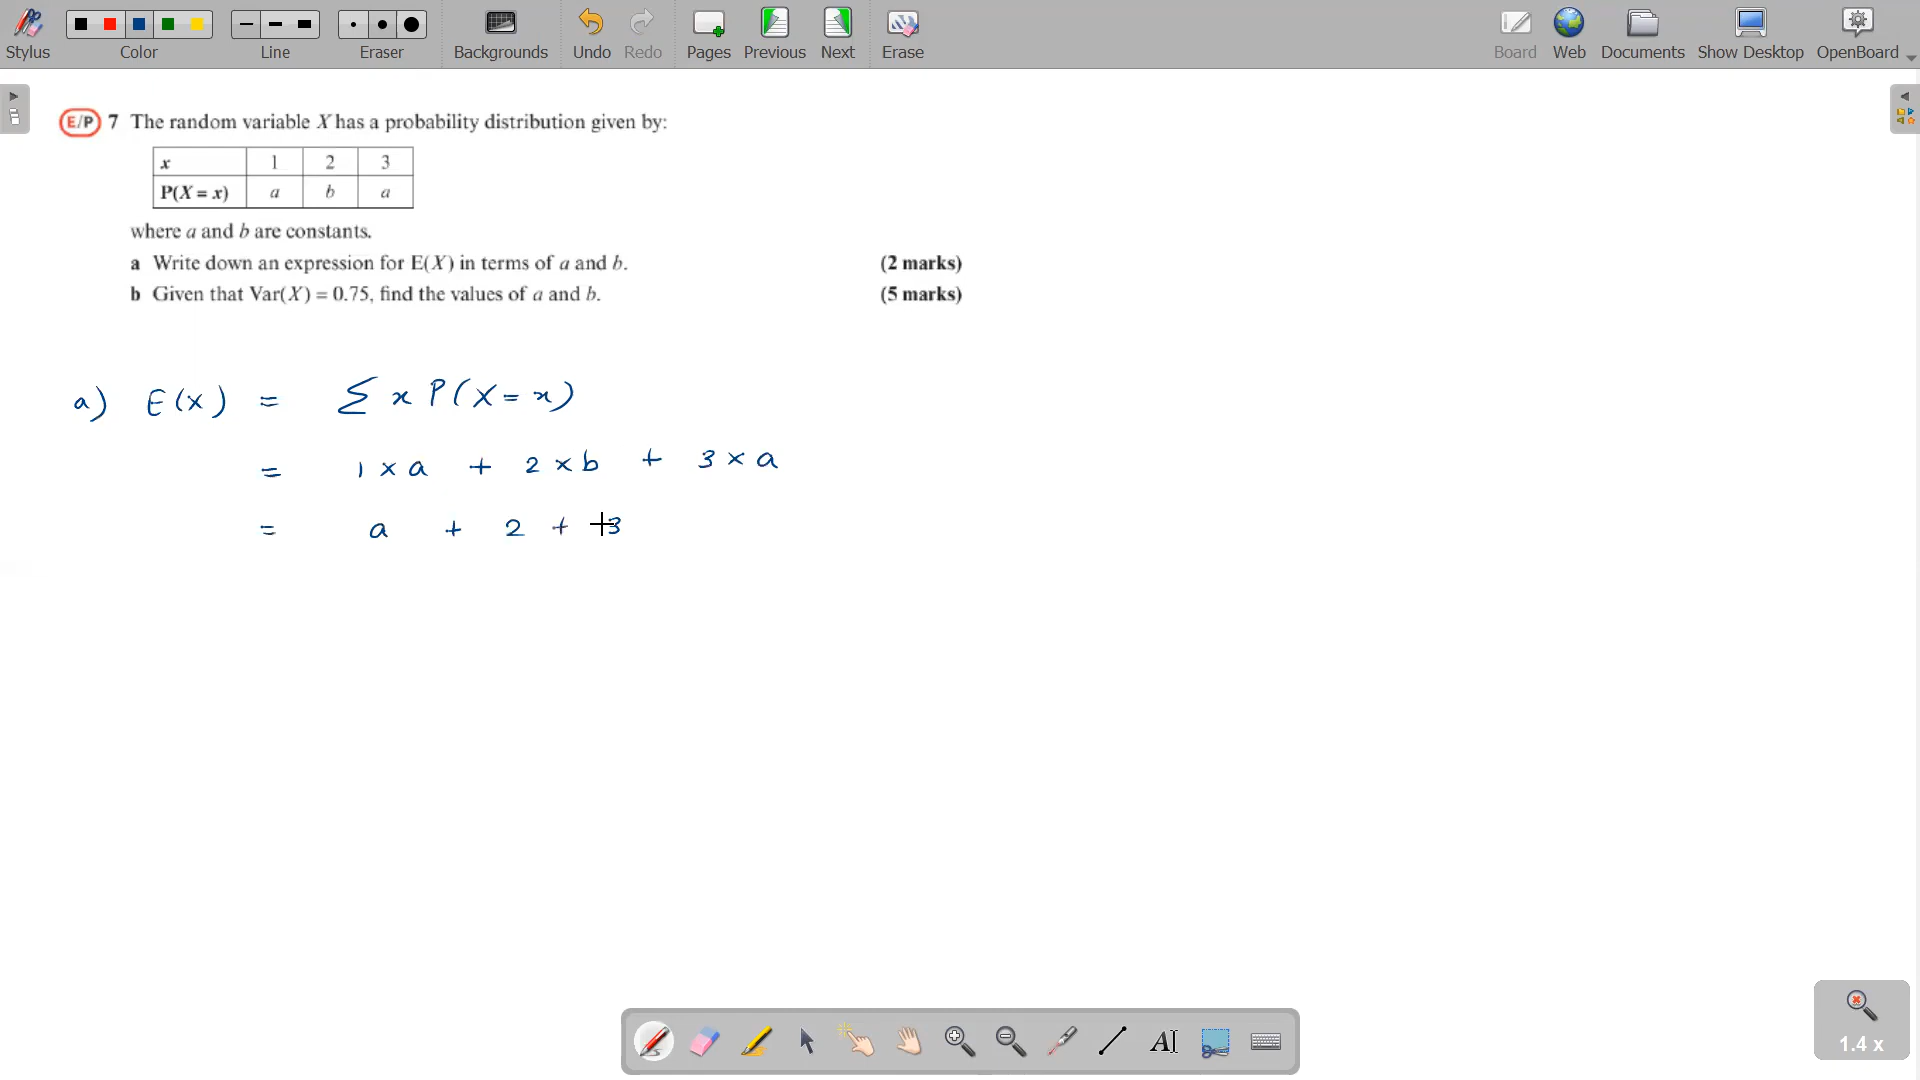 Stylus Color Line Eraser Backgrounds Undo Redo Pages Previous Next Erase Board Web Documents Show Desktop OpenBoard
E/P 7 The random variable X has a probability distribution given by:
x 1 2 3
P(X = x) a b a
where a and b are constants.
a Write down an expression for E(X) in terms of a and b. (2 marks)
b Given that Var(X) = 0.75, find the values of a and b. (5 marks)
a) E(X) = Σ x P(X = x)
= 1 × a + 2 × b + 3 × a
= a + 2 + 3
1.4 x